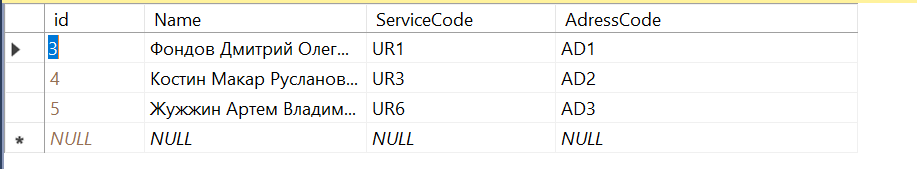 id Name ServiceCode AdressCode
3 Фондов Дмитрий Олег... UR1 AD1
4 Костин Макар Русланов... UR3 AD2
5 Жужжин Артем Владим... UR6 AD3
* NULL NULL NULL NULL